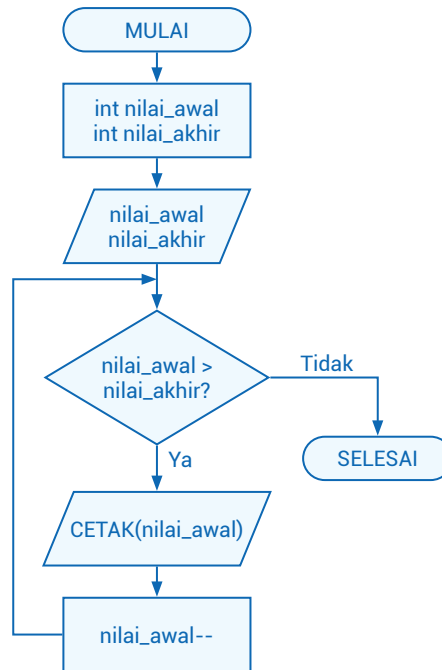 MULAI
int nilai_awal
int nilai_akhir
nilai_awal
nilai_akhir
nilai_awal >
nilai_akhir?
Tidak
SELESAI
Ya
CETAK(nilai_awal)
nilai_awal--